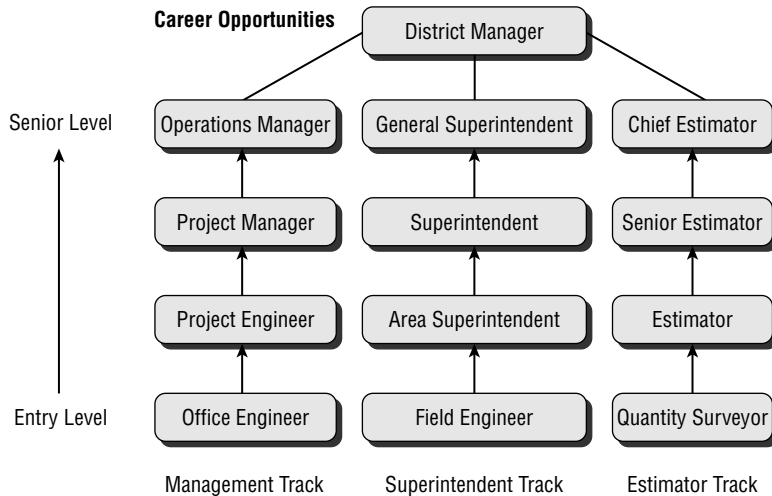 Career Opportunities
District Manager
Senior Level
Operations Manager
General Superintendent
Chief Estimator
Project Manager
Superintendent
Senior Estimator
Project Engineer
Area Superintendent
Estimator
Entry Level
Office Engineer
Field Engineer
Quantity Surveyor
Management Track
Superintendent Track
Estimator Track